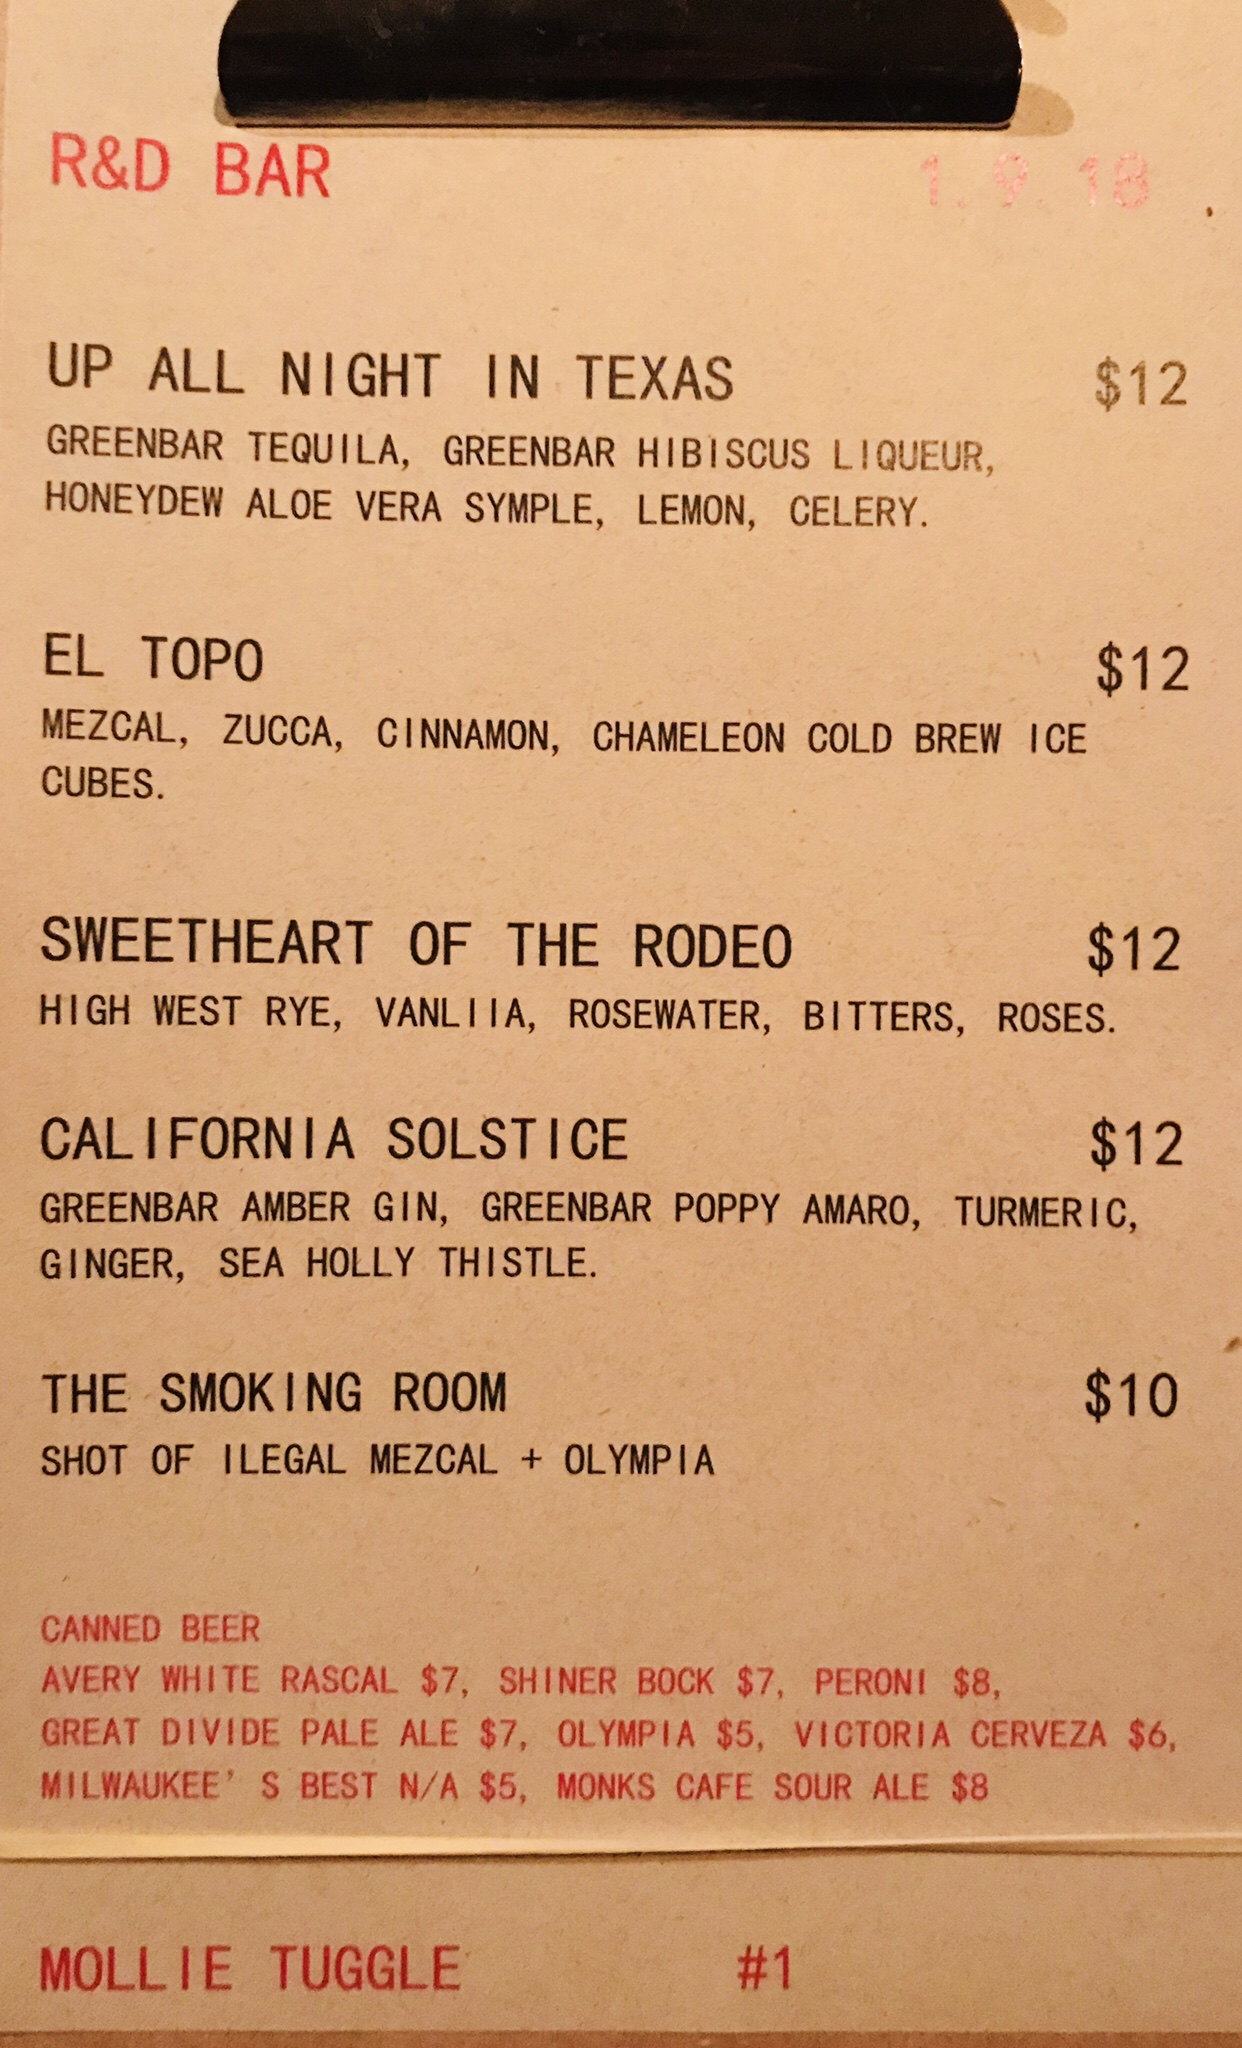 R&D BAR 1.9.18
UP ALL NIGHT IN TEXAS $12
GREENBAR TEQUILA, GREENBAR HIBISCUS LIQUEUR,
HONEYDEW ALOE VERA SYMPLE, LEMON, CELERY.
EL TOPO $12
MEZCAL, ZUCCA, CINNAMON, CHAMELEON COLD BREW ICE
CUBES.
SWEETHEART OF THE RODEO $12
HIGH WEST RYE, VANLIIA, ROSEWATER, BITTERS, ROSES.
CALIFORNIA SOLSTICE $12
GREENBAR AMBER GIN, GREENBAR POPPY AMARO, TURMERIC,
GINGER, SEA HOLLY THISTLE.
THE SMOKING ROOM $10
SHOT OF ILEGAL MEZCAL + OLYMPIA
CANNED BEER
AVERY WHITE RASCAL $7, SHINER BOCK $7, PERONI $8,
GREAT DIVIDE PALE ALE $7, OLYMPIA $5, VICTORIA CERVEZA $6,
MILWAUKEE'S BEST N/A $5, MONKS CAFE SOUR ALE $8
MOLLIE TUGGLE #1